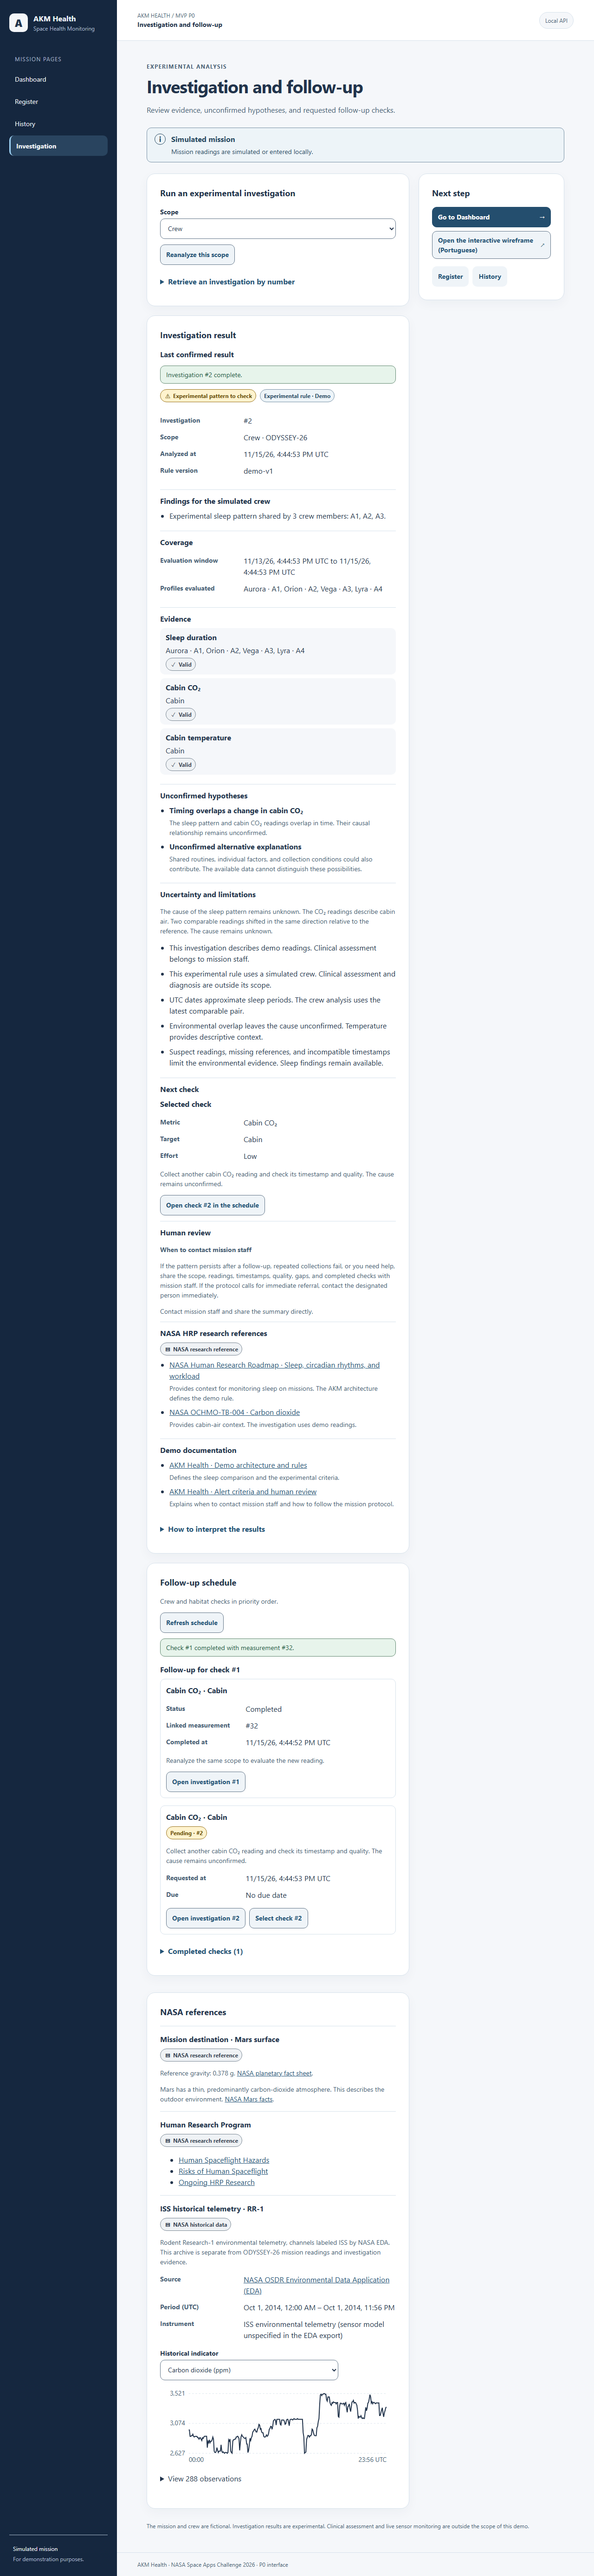 A
AKM Health
Space Health Monitoring
MISSION PAGES
Dashboard
Register
History
Investigation
Simulated mission
For demonstration purposes.
AKM HEALTH / MVP P0
Investigation and follow-up
Local API
EXPERIMENTAL ANALYSIS
Investigation and follow-up
Review evidence, unconfirmed hypotheses, and requested follow-up checks.
Simulated mission
Mission readings are simulated or entered locally.
Run an experimental investigation
Scope
Crew
Reanalyze this scope
Retrieve an investigation by number
Next step
Go to Dashboard →
Open the interactive wireframe
(Portuguese) ↗
Register
History
Investigation result
Last confirmed result
Investigation #2 complete.
⚠ Experimental pattern to check
Experimental rule · Demo
Investigation #2
Scope Crew · ODYSSEY-26
Analyzed at 11/15/26, 4:44:53 PM UTC
Rule version demo-v1
Findings for the simulated crew
• Experimental sleep pattern shared by 3 crew members: A1, A2, A3.
Coverage
Evaluation window 11/13/26, 4:44:53 PM UTC to 11/15/26,
4:44:53 PM UTC
Profiles evaluated Aurora · A1, Orion · A2, Vega · A3, Lyra · A4
Evidence
Sleep duration
Aurora · A1, Orion · A2, Vega · A3, Lyra · A4
✓ Valid
Cabin CO₂
Cabin
✓ Valid
Cabin temperature
Cabin
✓ Valid
Unconfirmed hypotheses
• Timing overlaps a change in cabin CO₂
The sleep pattern and cabin CO₂ readings overlap in time. Their causal
relationship remains unconfirmed.
• Unconfirmed alternative explanations
Shared routines, individual factors, and collection conditions could also
contribute. The available data cannot distinguish these possibilities.
Uncertainty and limitations
The cause of the sleep pattern remains unknown. The CO₂ readings describe cabin
air. Two comparable readings shifted in the same direction relative to the
reference. The cause remains unknown.
• This investigation describes demo readings. Clinical assessment
belongs to mission staff.
• This experimental rule uses a simulated crew. Clinical assessment and
diagnosis are outside its scope.
• UTC dates approximate sleep periods. The crew analysis uses the
latest comparable pair.
• Environmental overlap leaves the cause unconfirmed. Temperature
provides descriptive context.
• Suspect readings, missing references, and incompatible timestamps
limit the environmental evidence. Sleep findings remain available.
Next check
Selected check
Metric Cabin CO₂
Target Cabin
Effort Low
Collect another cabin CO₂ reading and check its timestamp and quality. The cause
remains unconfirmed.
Open check #2 in the schedule
Human review
When to contact mission staff
If the pattern persists after a follow-up, repeated collections fail, or you need help,
share the scope, readings, timestamps, quality, gaps, and completed checks with
mission staff. If the protocol calls for immediate referral, contact the designated
person immediately.
Contact mission staff and share the summary directly.
NASA HRP research references
NASA research reference
• NASA Human Research Roadmap · Sleep, circadian rhythms, and
workload
Provides context for monitoring sleep on missions. The AKM architecture
defines the demo rule.
• NASA OCHMO-TB-004 · Carbon dioxide
Provides cabin-air context. The investigation uses demo readings.
Demo documentation
• AKM Health · Demo architecture and rules
Defines the sleep comparison and the experimental criteria.
• AKM Health · Alert criteria and human review
Explains when to contact mission staff and how to follow the mission protocol.
How to interpret the results
Follow-up schedule
Crew and habitat checks in priority order.
Refresh schedule
Check #1 completed with measurement #32.
Follow-up for check #1
Cabin CO₂ · Cabin
Status Completed
Linked measurement #32
Completed at 11/15/26, 4:44:52 PM UTC
Reanalyze the same scope to evaluate the new reading.
Open investigation #1
Cabin CO₂ · Cabin
Pending · #2
Collect another cabin CO₂ reading and check its timestamp and quality. The
cause remains unconfirmed.
Requested at 11/15/26, 4:44:53 PM UTC
Due No due date
Open investigation #2
Select check #2
Completed checks (1)
NASA references
Mission destination · Mars surface
NASA research reference
Reference gravity: 0.378 g. NASA planetary fact sheet.
Mars has a thin, predominantly carbon-dioxide atmosphere. This describes the
outdoor environment. NASA Mars facts.
Human Research Program
NASA research reference
• Human Spaceflight Hazards
• Risks of Human Spaceflight
• Ongoing HRP Research
ISS historical telemetry · RR-1
NASA historical data
Rodent Research-1 environmental telemetry, channels labeled ISS by NASA EDA.
This archive is separate from ODYSSEY-26 mission readings and investigation
evidence.
Source NASA OSDR Environmental Data Application
(EDA)
Period (UTC) Oct 1, 2014, 12:00 AM – Oct 1, 2014, 11:56 PM
Instrument ISS environmental telemetry (sensor model
unspecified in the EDA export)
Historical indicator
Carbon dioxide (ppm)
3.521
3.074
2.627
00:00
23:56 UTC
View 288 observations
The mission and crew are fictional. Investigation results are experimental. Clinical assessment and live sensor monitoring are outside the scope of this demo.
AKM Health · NASA Space Apps Challenge 2026 · P0 interface